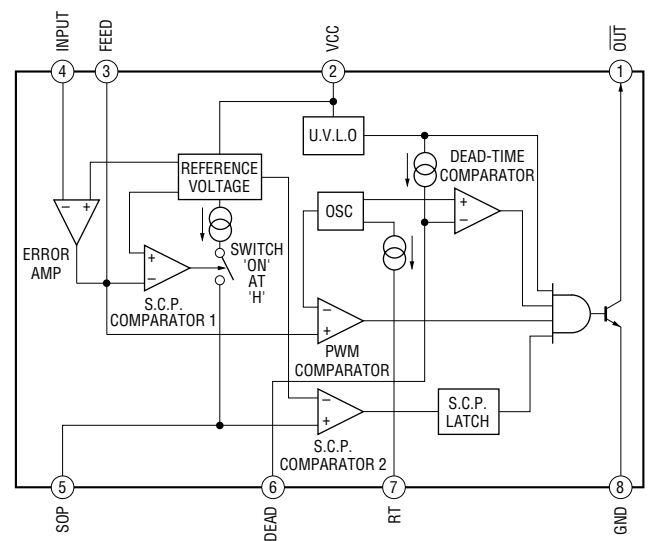 INPUT
FEED
VCC
OUT
4
3
2
1
U.V.L.O
REFERENCE
VOLTAGE
DEAD-TIME
COMPARATOR
OSC
+
−
−
+
ERROR
AMP
+
−
SWITCH
'ON'
AT
'H'
S.C.P.
COMPARATOR 1
−
+
PWM
COMPARATOR
−
+
S.C.P.
LATCH
S.C.P.
COMPARATOR 2
5
6
7
8
SOP
DEAD
RT
GND